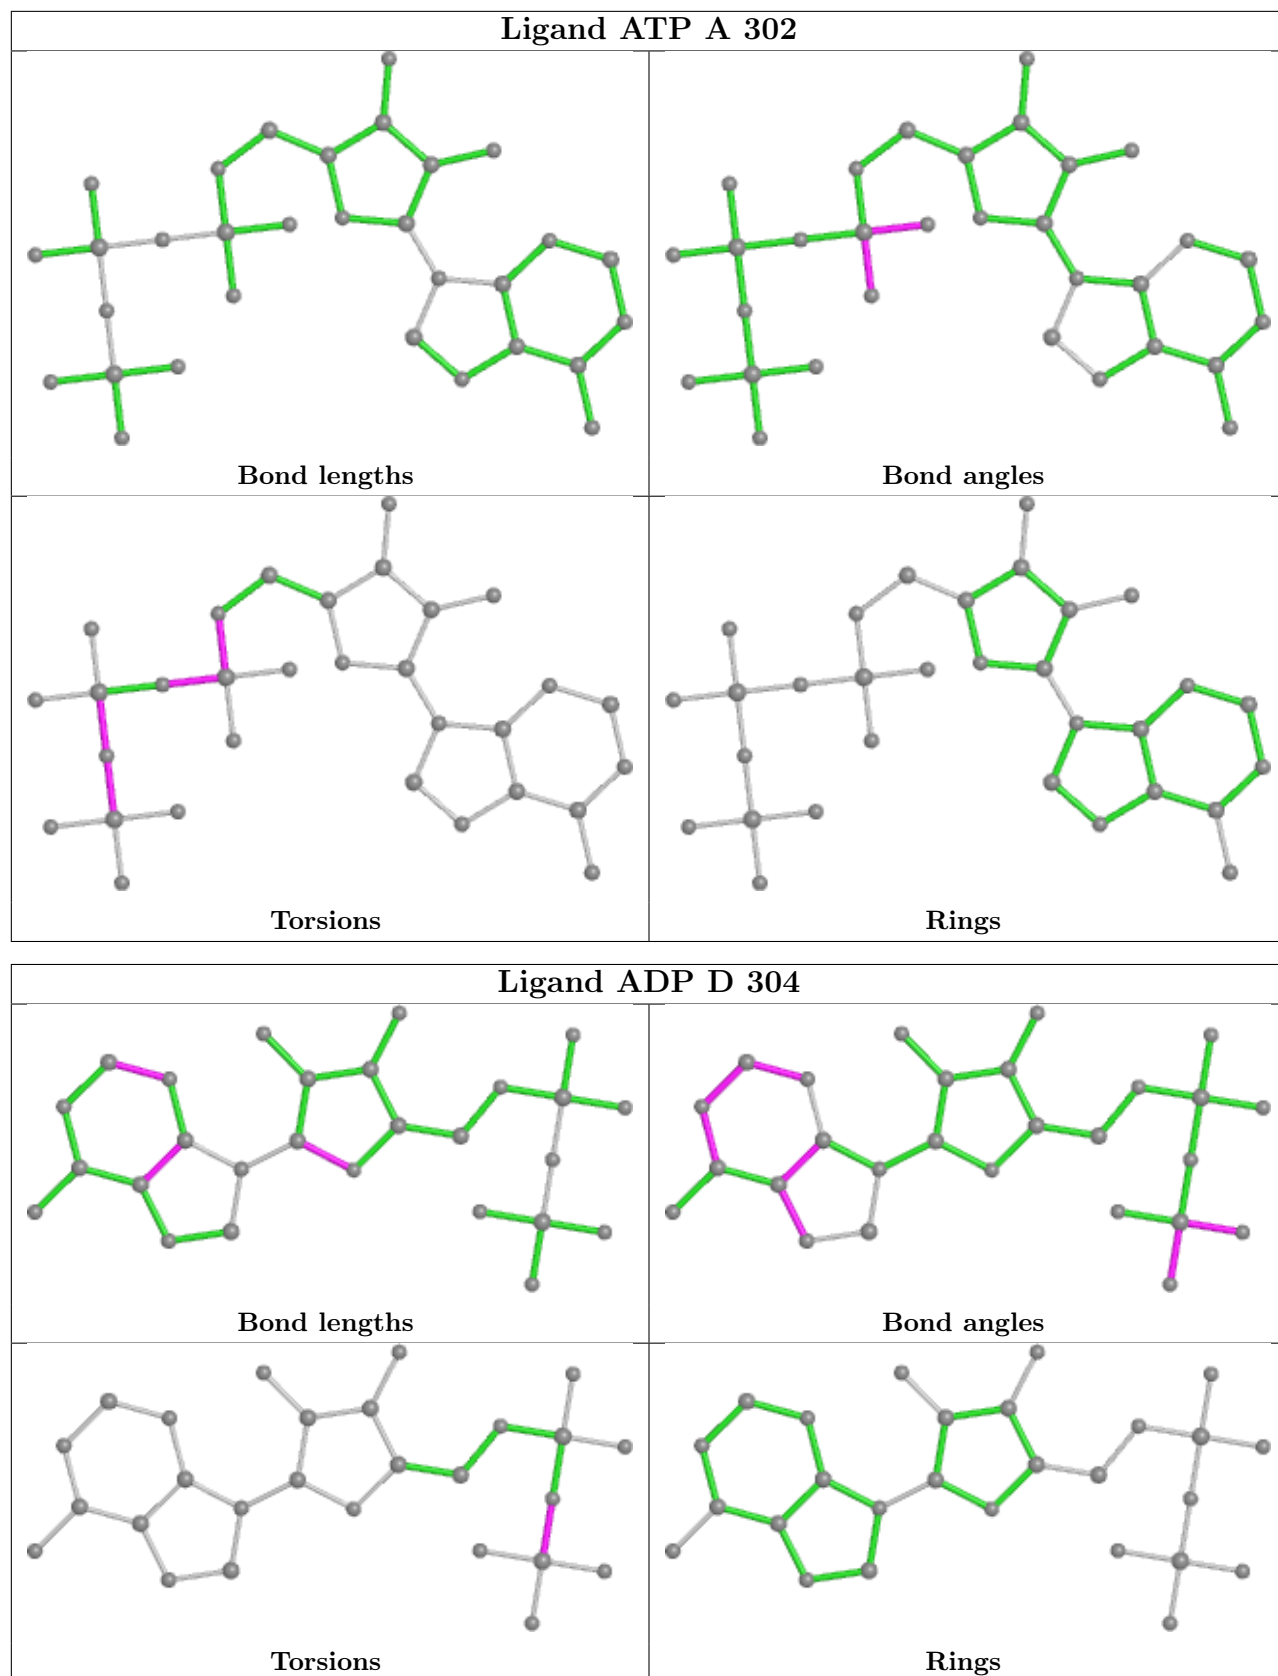 Ligand ATP A 302
Bond lengths
Bond angles
Torsions
Rings
Ligand ADP D 304
Bond lengths
Bond angles
Torsions
Rings